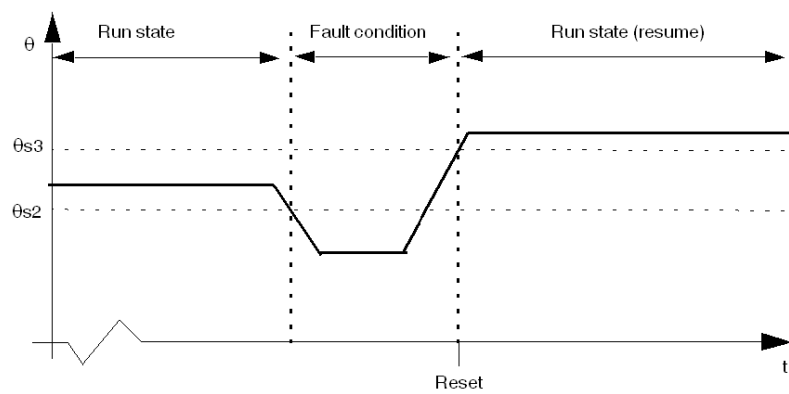 θ
Run state
Fault condition
Run state (resume)
θs3
θs2
t
Reset